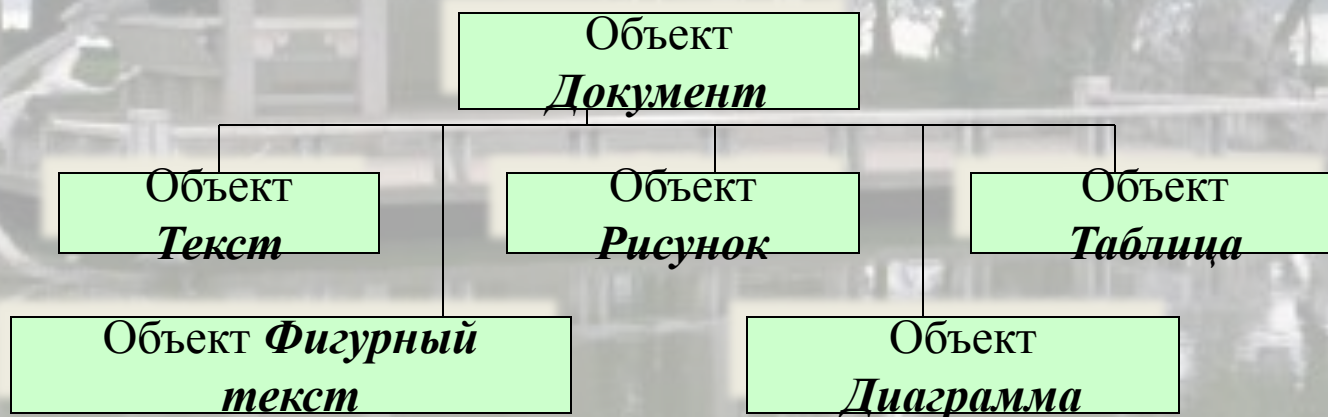 Объект
Документ
Объект
Текст
Объект
Рисунок
Объект
Таблица
Объект Фигурный
текст
Объект
Диаграмма